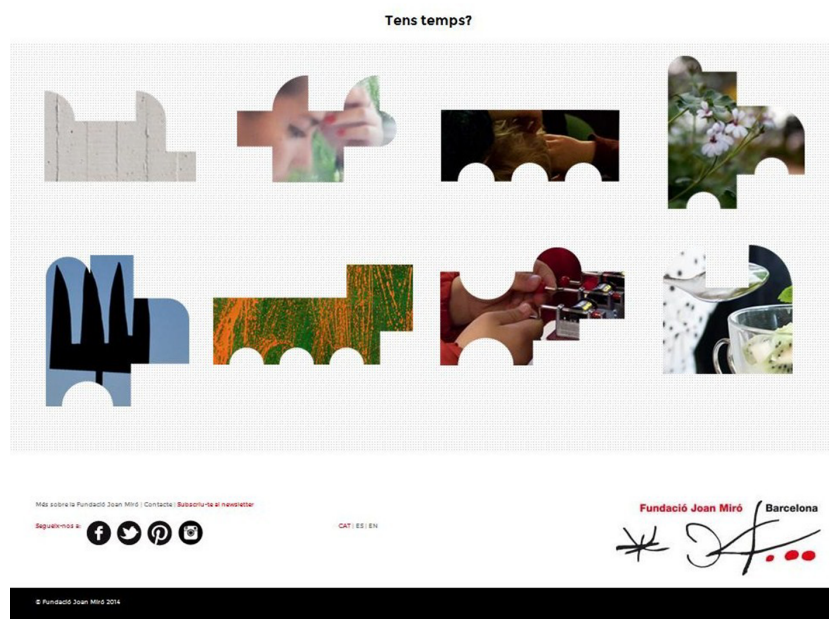 Tens temps?
Més sobre la Fundació Joan Miró | Contacte | Subscriu-te al newsletter
Segueix-nos a:
CAT | ES | EN
Fundació Joan Miró Barcelona
© Fundació Joan Miró 2014